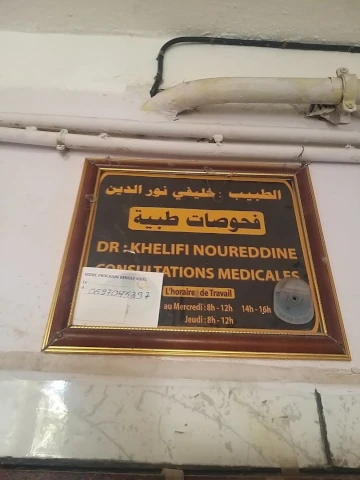 الطبيب : خليفي نور الدين
فحوصات طبية
DR : KHELIFI NOUREDDINE
CONSULTATIONS MEDICALES
L'horaire de Travail
au Mercredi : 8h - 12h 14h - 16h
Jeudi : 8h - 12h